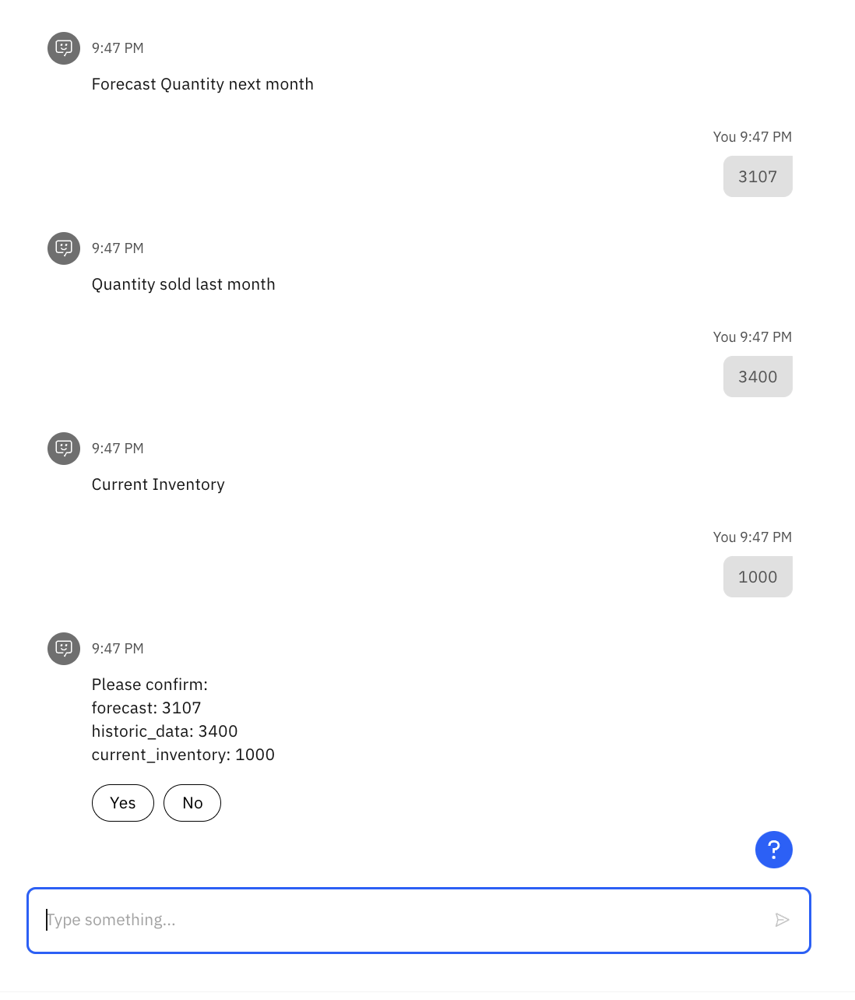 9:47 PM
Forecast Quantity next month
You 9:47 PM
3107
9:47 PM
Quantity sold last month
You 9:47 PM
3400
9:47 PM
Current Inventory
You 9:47 PM
1000
9:47 PM
Please confirm:
forecast: 3107
historic_data: 3400
current_inventory: 1000
Yes No
?
Type something...